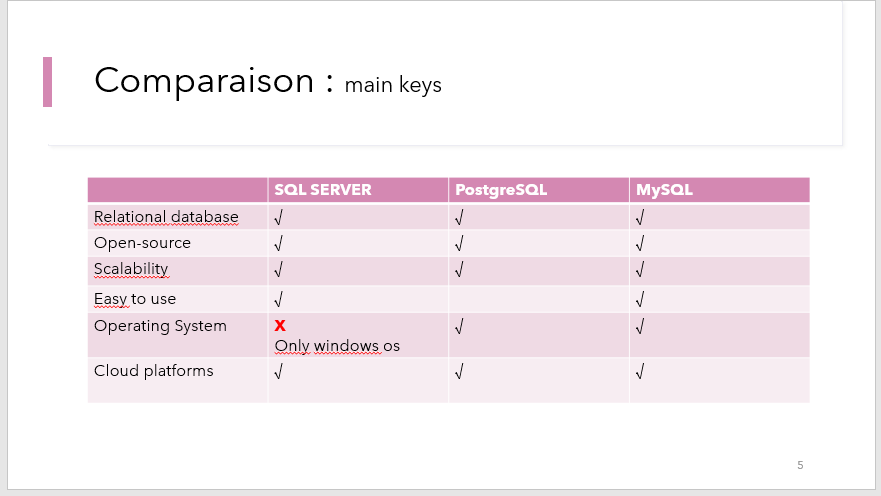 Comparaison : main keys
SQL SERVER PostgreSQL MySQL
Relational database √ √ √
Open-source √ √ √
Scalability √ √ √
Easy to use √ √
Operating System X √ √
Only windows os
Cloud platforms √ √ √
5